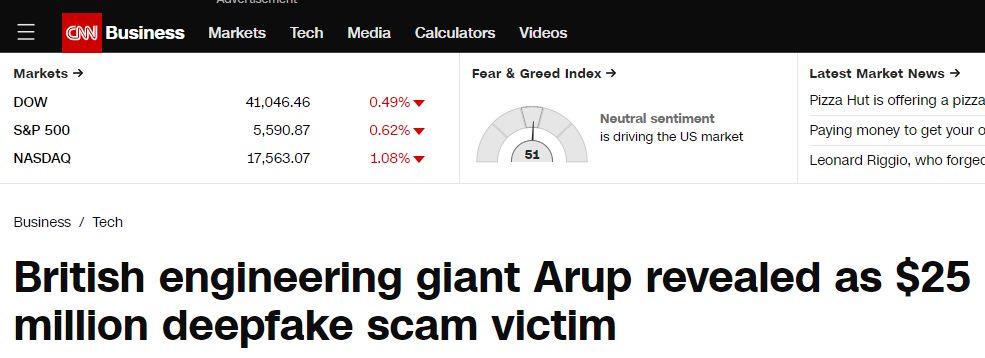 Advertisement
CNN Business Markets Tech Media Calculators Videos
Markets →
DOW 41,046.46 0.49%
S&P 500 5,590.87 0.62%
NASDAQ 17,563.07 1.08%
Fear & Greed Index →
51
Neutral sentiment
is driving the US market
Latest Market News →
Pizza Hut is offering a pizza
Paying money to get your o
Leonard Riggio, who forged
Business / Tech
British engineering giant Arup revealed as $25
million deepfake scam victim